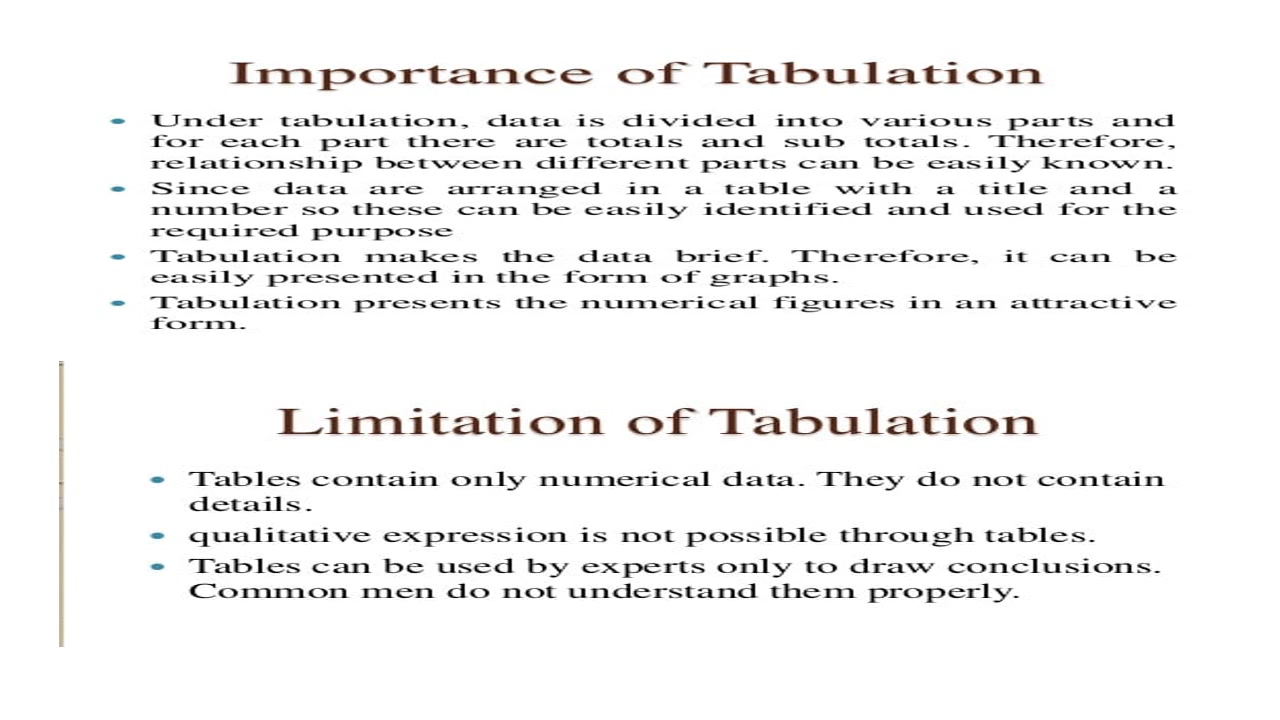 Importance of Tabulation
• Under tabulation, data is divided into various parts and
for each part there are totals and sub totals. Therefore,
relationship between different parts can be easily known.
• Since data are arranged in a table with a title and a
number so these can be easily identified and used for the
required purpose
• Tabulation makes the data brief. Therefore, it can be
easily presented in the form of graphs.
• Tabulation presents the numerical figures in an attractive
form.
Limitation of Tabulation
• Tables contain only numerical data. They do not contain
details.
• qualitative expression is not possible through tables.
• Tables can be used by experts only to draw conclusions.
Common men do not understand them properly.